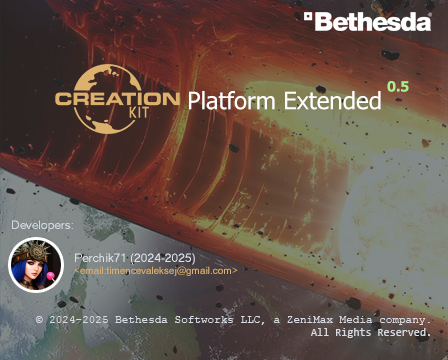 Bethesda
CREATION
KIT
Platform Extended
0.5
Developers:
Perchik71 (2024-2025)
<email:timencevaleksej@gmail.com>
© 2024-2025 Bethesda Softworks LLC, a ZeniMax Media company.
All Rights Reserved.